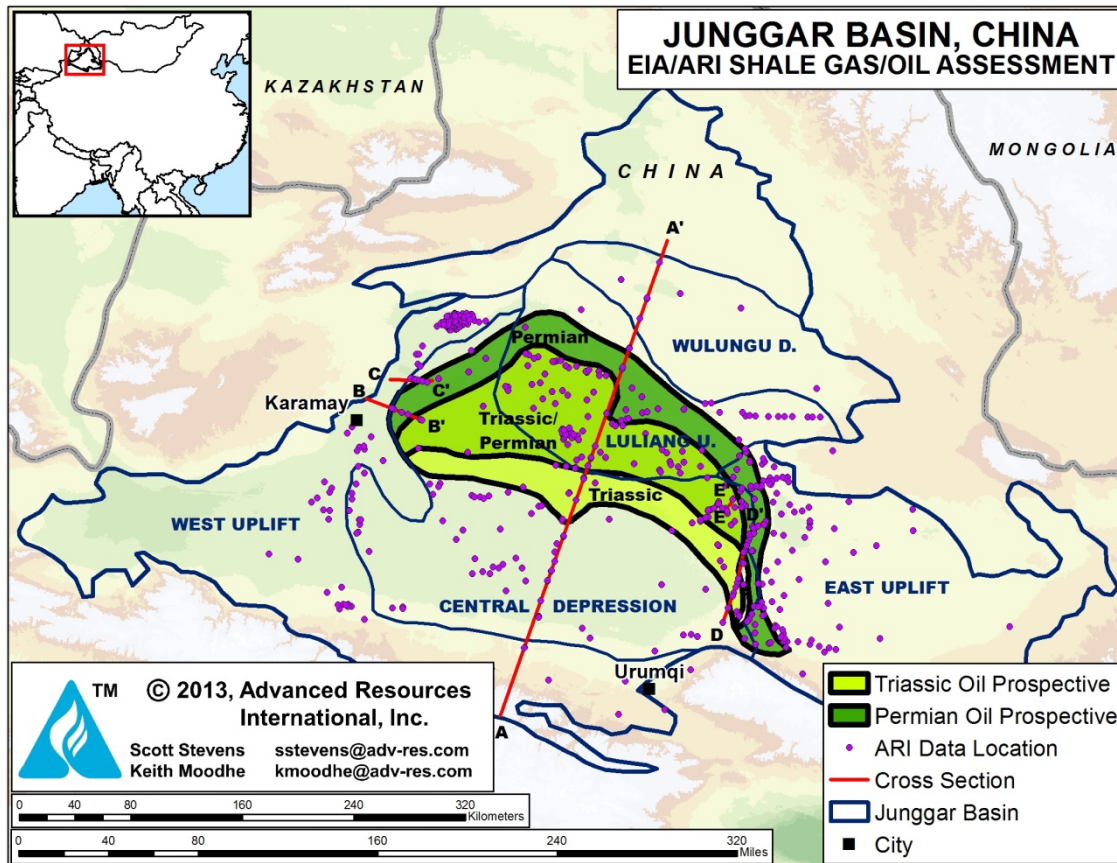 JUNGGAR BASIN, CHINA
EIA/ARI SHALE GAS/OIL ASSESSMENT
KAZAKHSTAN
MONGOLIA
CHINA
A'
WULUNGU D.
Permian
C
C'
B
Karamay
B'
Triassic/
Permian
LULIANG U.
Triassic
E'
E
D'
WEST UPLIFT
EAST UPLIFT
CENTRAL DEPRESSION
D
Urumqi
A
TM
© 2013, Advanced Resources
International, Inc.
Scott Stevens sstevens@adv-res.com
Keith Moodhe kmoodhe@adv-res.com
0 40 80 160 240 320
Kilometers
0 40 80 160 240 320
Miles
Triassic Oil Prospective
Permian Oil Prospective
ARI Data Location
Cross Section
Junggar Basin
City